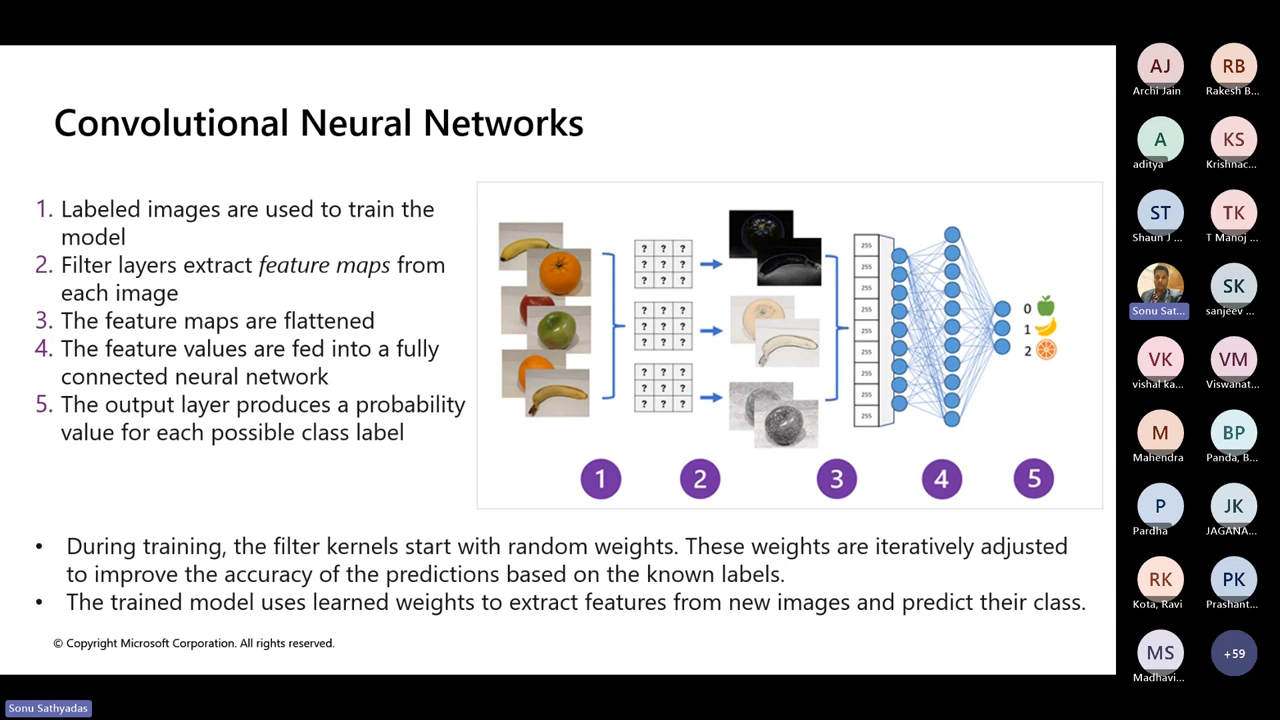 Convolutional Neural Networks
1. Labeled images are used to train the
model
2. Filter layers extract feature maps from
each image
3. The feature maps are flattened
4. The feature values are fed into a fully
connected neural network
5. The output layer produces a probability
value for each possible class label
? ? ?
? ? ?
? ? ?
? ? ?
? ? ?
? ? ?
? ? ?
? ? ?
? ? ?
255
255
255
255
255
255
255
255
255
0
1
2
1 2 3 4 5
• During training, the filter kernels start with random weights. These weights are iteratively adjusted
to improve the accuracy of the predictions based on the known labels.
• The trained model uses learned weights to extract features from new images and predict their class.
© Copyright Microsoft Corporation. All rights reserved.
AJ RB
Archi Jain Rakesh B...
A KS
aditya Krishnac...
ST TK
Shaun J ... T Manoj ...
SK
Sonu Sat... sanjeev ...
VK VM
vishal ka... Viswanat...
M BP
Mahendra Panda, B...
P JK
Pardha JAGANA...
RK PK
Kota, Ravi Prashant...
MS +59
Madhavi...
Sonu Sathyadas